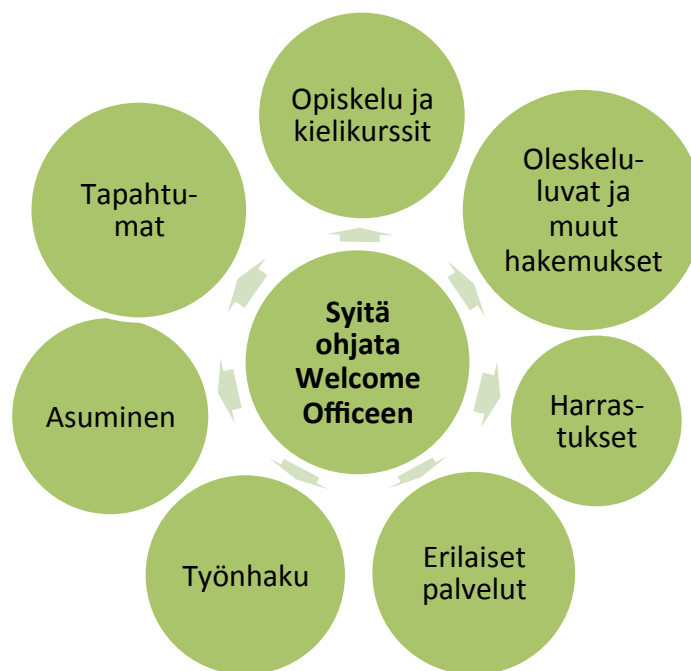 Opiskelu ja
kielikurssit
Oleskelu-
luvat ja
muut
hakemukset
Harras-
tukset
Erilaiset
palvelut
Työnhaku
Asuminen
Tapahtu-
mat
Syitä
ohjata
Welcome
Officeen